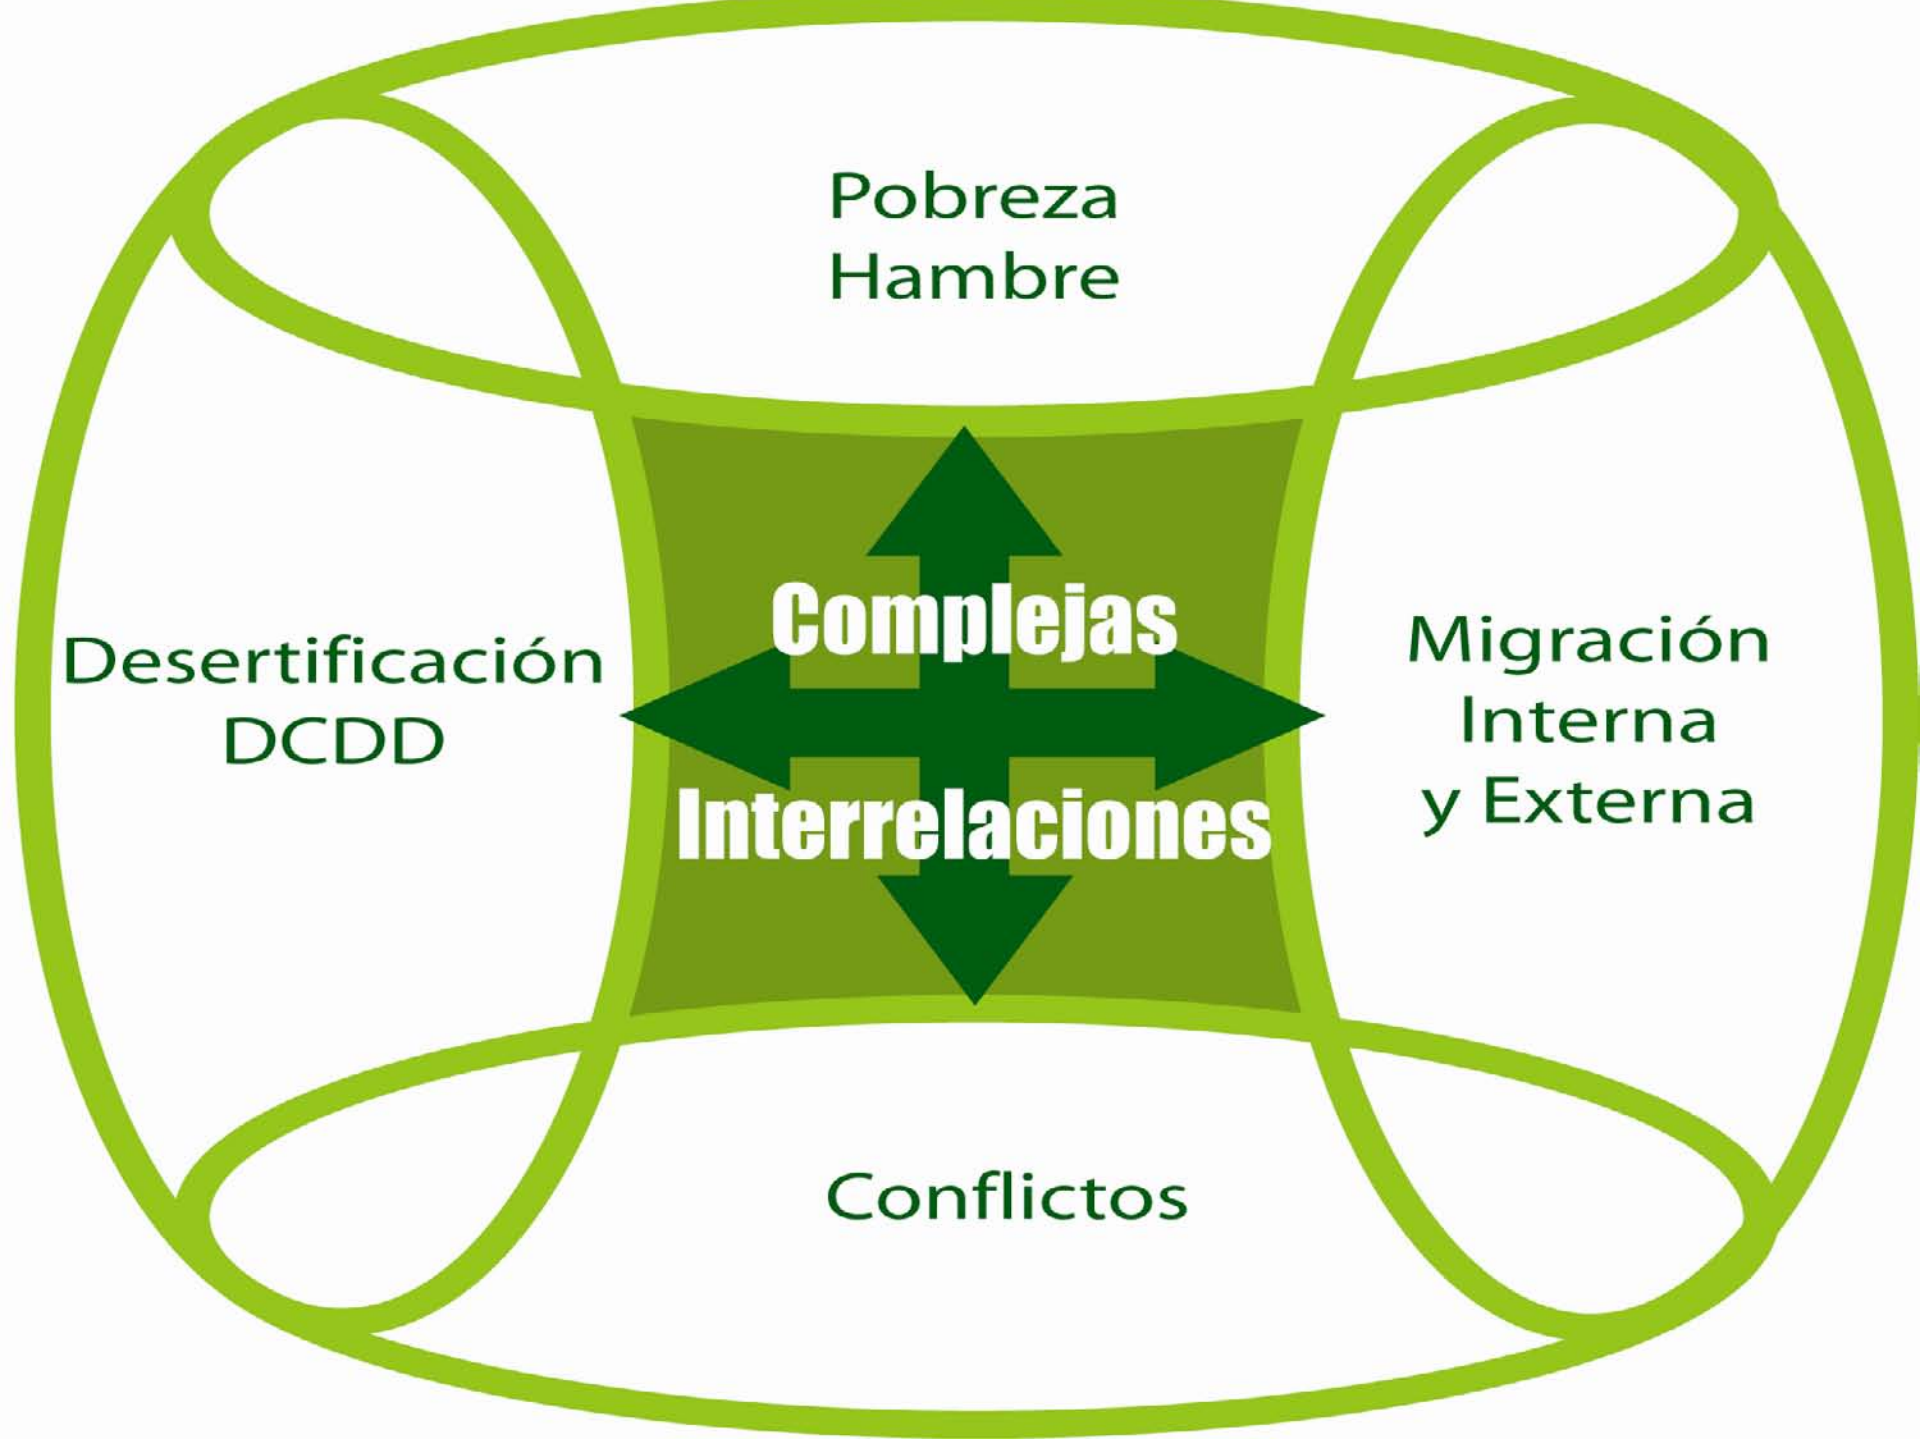 Pobreza
Hambre
Desertificación
DCDD
Complejas
Interrelaciones
Migración
Interna
y Externa
Conflictos